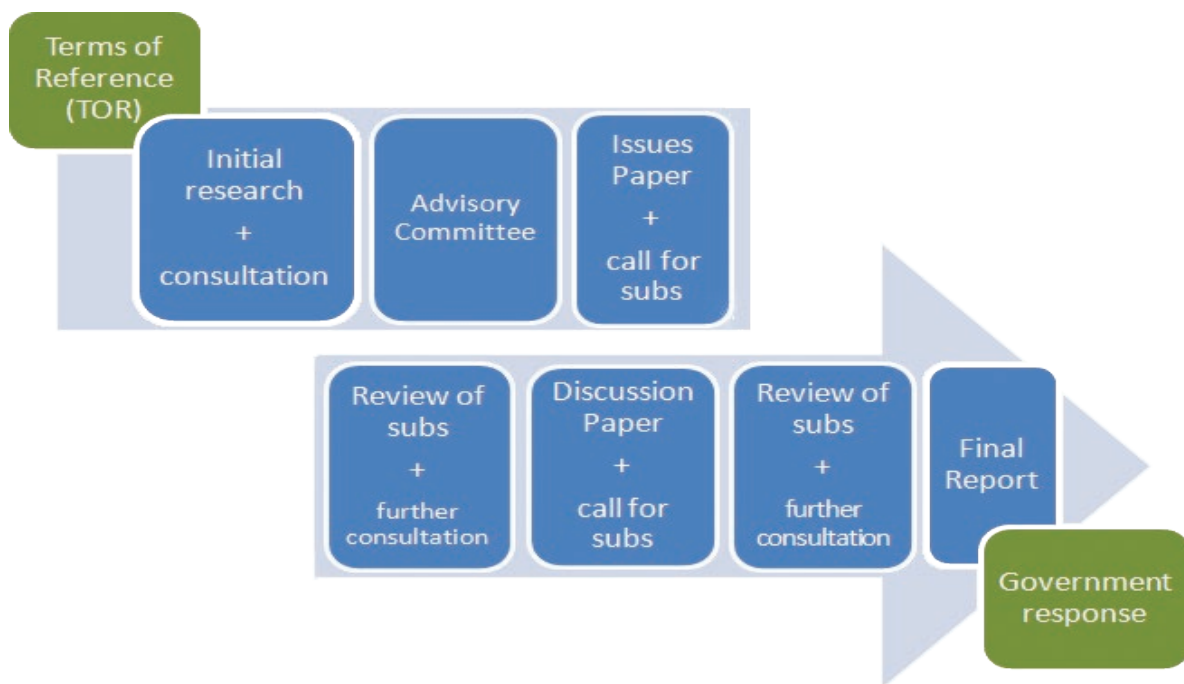 Terms of
Reference
(TOR)
Initial
research
+
consultation
Advisory
Committee
Issues
Paper
+
call for
subs
Review of
subs
+
further
consultation
Discussion
Paper
+
call for
subs
Review of
subs
+
further
consultation
Final
Report
Government
response